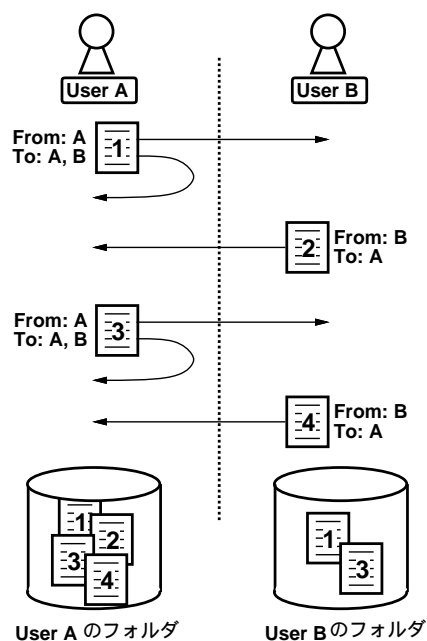 User A
User B
From: A
To: A, B
1
2
From: B
To: A
From: A
To: A, B
3
4
From: B
To: A
1
2
3
4
1
3
User A のフォルダ
User Bのフォルダ